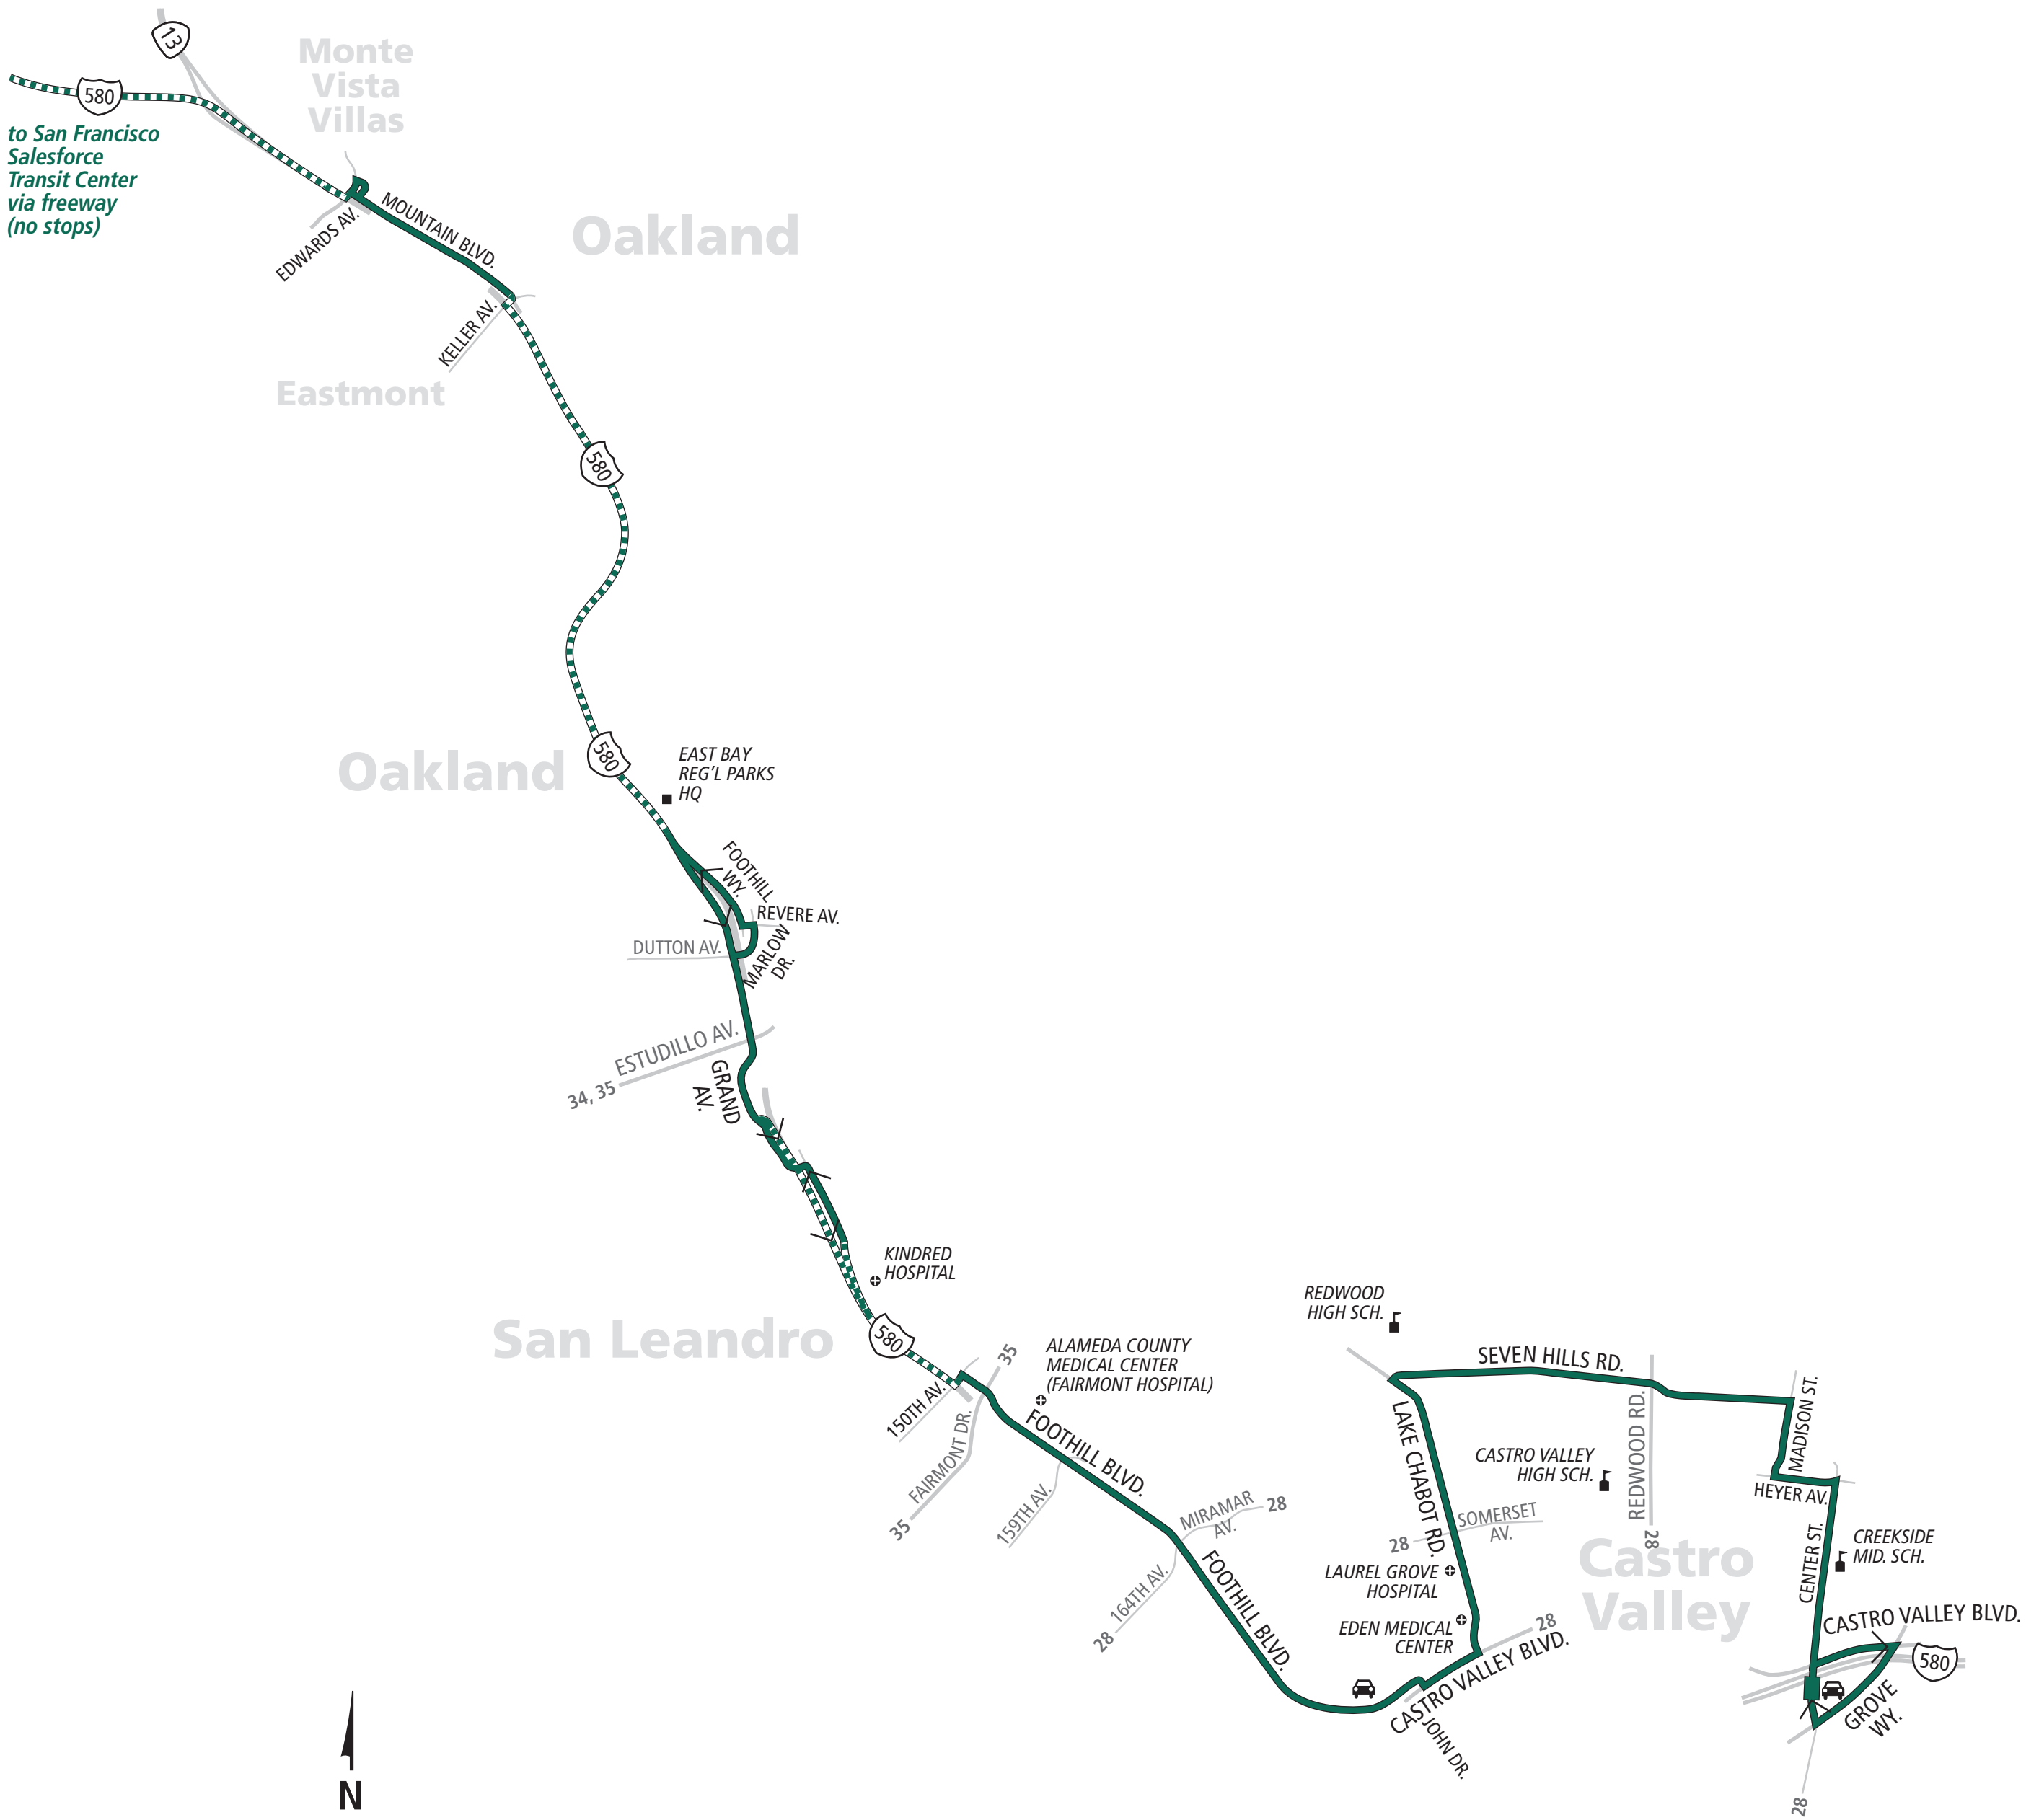 13
Monte
Vista
Villas
580
to San Francisco
Salesforce
Transit Center
via freeway
(no stops)
MOUNTAIN BLVD.
EDWARDS AV.
Oakland
KELLER AV.
Eastmont
580
580
EAST BAY
REG'L PARKS
HQ
Oakland
FOOTHILL
WY.
REVERE AV.
DUTTON AV.
MARLOW
DR.
ESTUDILLO AV.
34, 35
GRAND
AV.
KINDRED
HOSPITAL
San Leandro
580
35
ALAMEDA COUNTY
MEDICAL CENTER
(FAIRMONT HOSPITAL)
150TH AV.
FAIRMONT DR.
35
FOOTHILL BLVD.
159TH AV.
MIRAMAR
AV.
28
164TH AV.
28
FOOTHILL BLVD.
REDWOOD
HIGH SCH.
SEVEN HILLS RD.
LAKE CHABOT RD.
CASTRO VALLEY
HIGH SCH.
REDWOOD RD.
28
MADISON ST.
HEYER AV.
SOMERSET
AV.
28
Castro
Valley
CENTER ST.
CREEKSIDE
MID. SCH.
LAUREL GROVE
HOSPITAL
EDEN MEDICAL
CENTER
28
CASTRO VALLEY BLVD.
JOHN DR.
CASTRO VALLEY BLVD.
580
GROVE
WY.
28
N